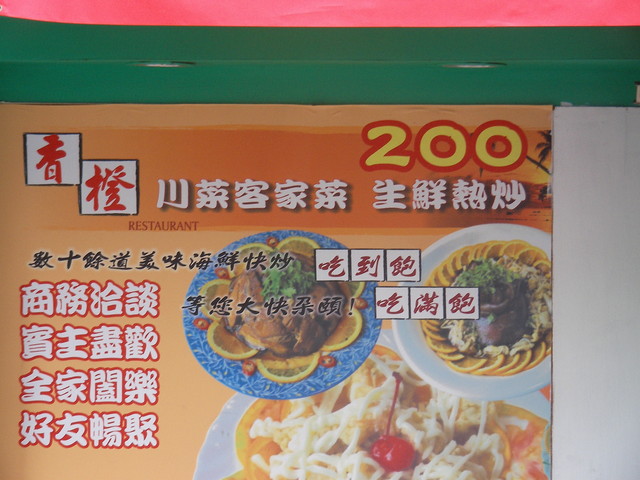 200
香橙
川菜客家菜 生鮮熱炒
RESTAURANT
數十餘道美味海鮮快炒 吃到飽
等您大快朵頤! 吃滿飽
商務洽談
賓主盡歡
全家闔樂
好友暢聚